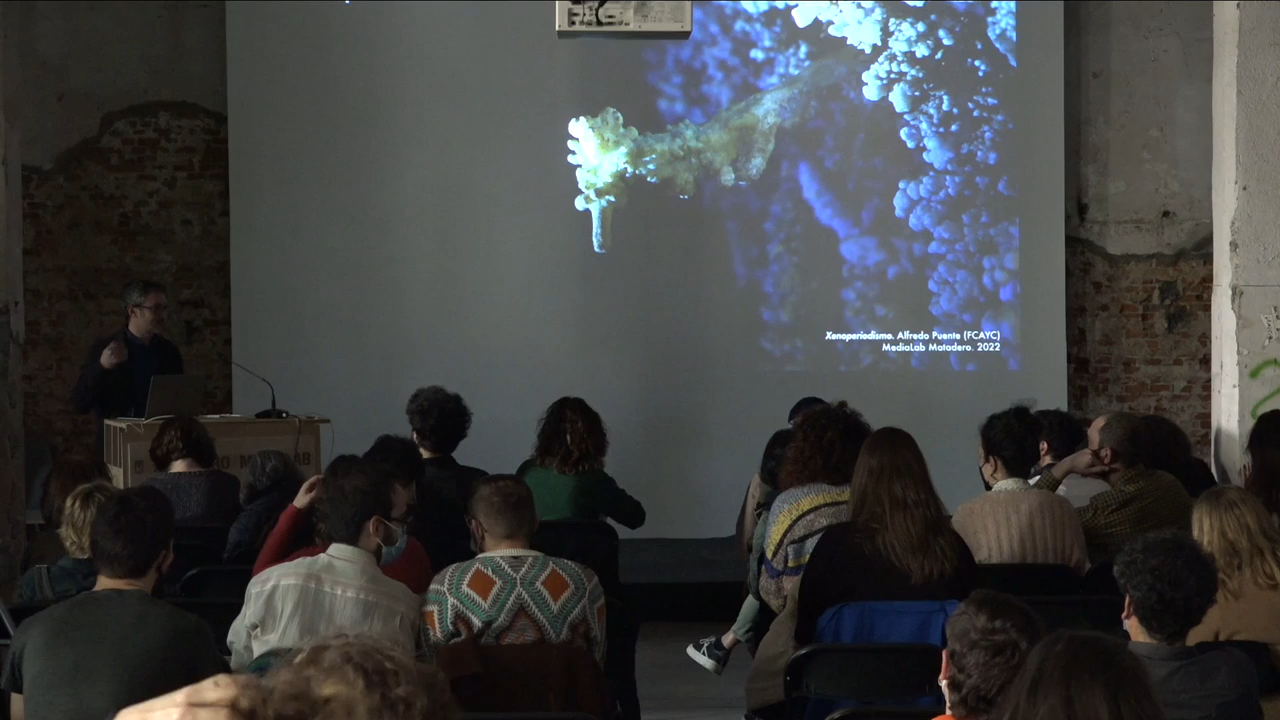 Xenoperiodismo. Alfredo Puente (FCAYC)
MediaLab Matadero. 2022